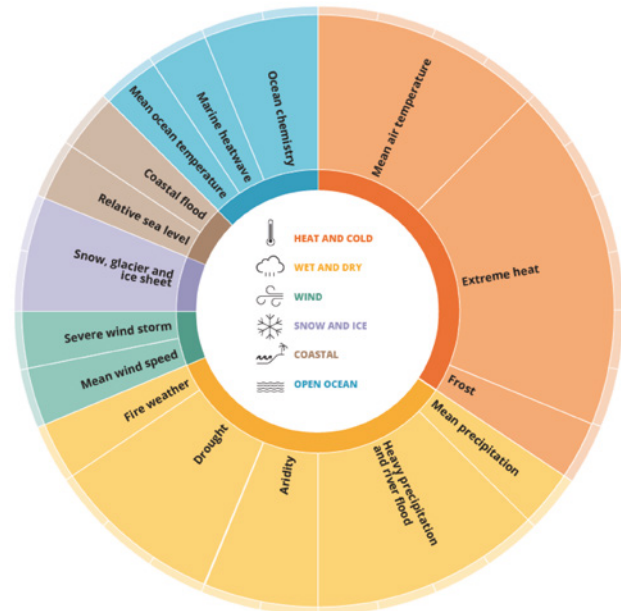 Mean air temperature
Extreme heat
Frost
Mean precipitation
Heavy precipitation
and river flood
Aridity
Drought
Fire weather
Mean wind speed
Severe wind storm
Snow, glacier and
ice sheet
Relative sea level
Coastal flood
Mean ocean temperature
Marine heatwave
Ocean chemistry
HEAT AND COLD
WET AND DRY
WIND
SNOW AND ICE
COASTAL
OPEN OCEAN